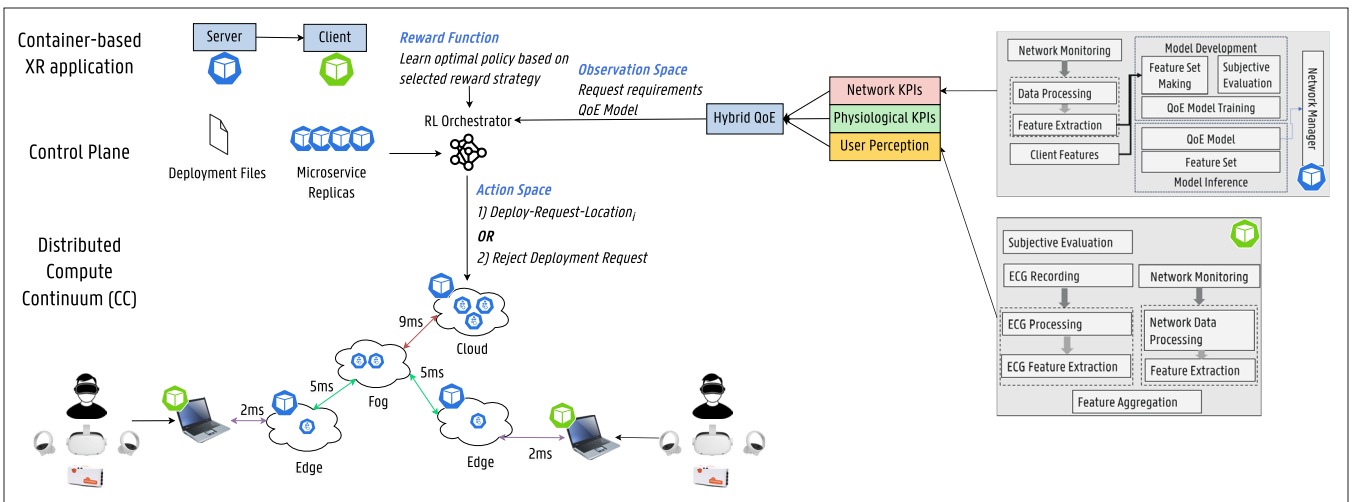 Container-based
XR application
Server
Client
Reward Function
Learn optimal policy based on
selected reward strategy
Observation Space
Request requirements
QoE Model
Hybrid QoE
Network KPIs
Physiological KPIs
User Perception
Control Plane
Deployment Files
Microservice
Replicas
RL Orchestrator
Action Space
1) Deploy-Request-Locationi
OR
2) Reject Deployment Request
Distributed
Compute
Continuum (CC)
9ms
Cloud
5ms
Fog
5ms
2ms
Edge
Edge
2ms
Network Monitoring
Data Processing
Feature Extraction
Client Features
Model Development
Feature Set
Making
Subjective
Evaluation
QoE Model Training
QoE Model
Feature Set
Model Inference
Network Manager
Subjective Evaluation
ECG Recording
ECG Processing
ECG Feature Extraction
Network Monitoring
Network Data
Processing
Feature Extraction
Feature Aggregation